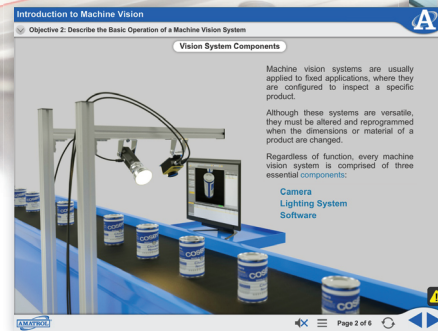 Introduction to Machine Vision
Objective 2: Describe the Basic Operation of a Machine Vision System
Vision System Components
Machine vision systems are usually
applied to fixed applications, where they
are configured to inspect a specific
product.
Although these systems are versatile,
they must be altered and reprogrammed
when the dimensions or material of a
product are changed.
Regardless of function, every machine
vision system is comprised of three
essential components:
Camera
Lighting System
Software
AMATROL
Page 2 of 6